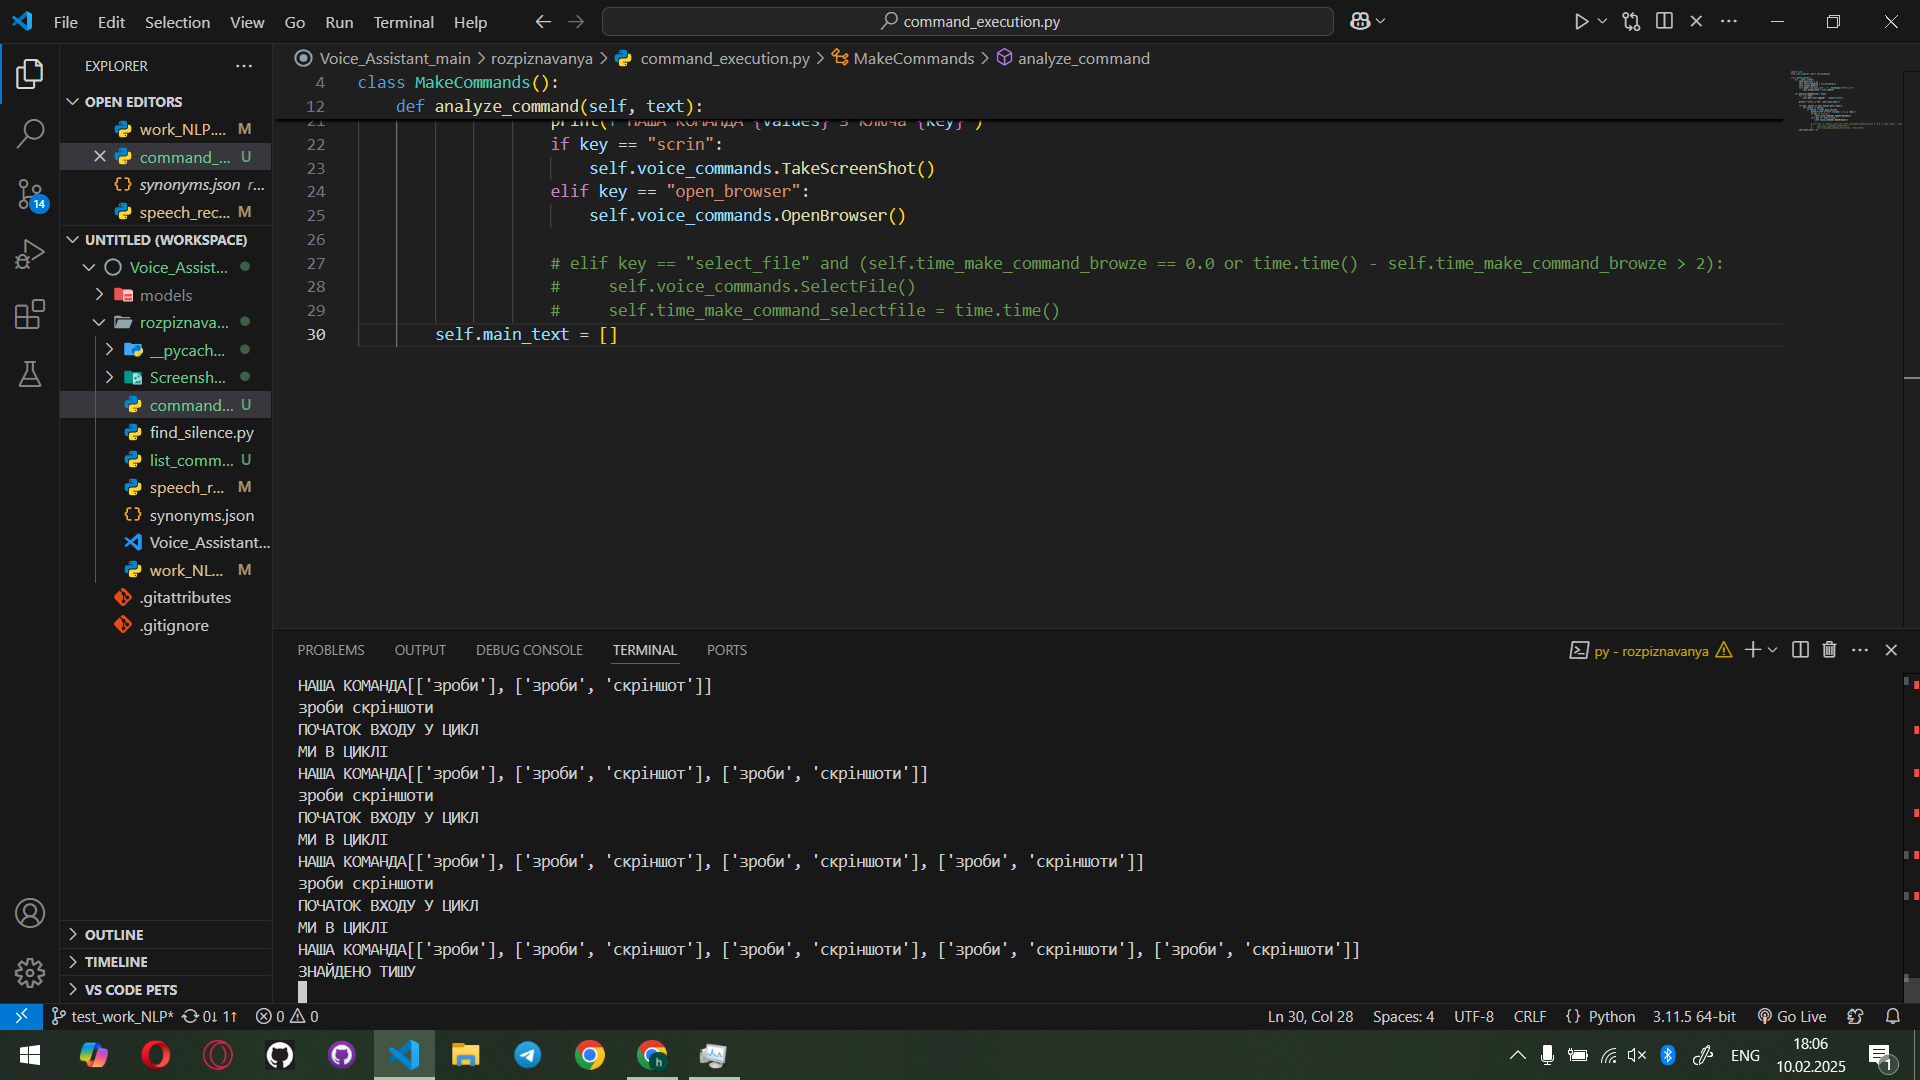 File Edit Selection View Go Run Terminal Help
command_execution.py
EXPLORER
OPEN EDITORS
work_NLP.... M
command_... U
synonyms.json r...
speech_rec... M
UNTITLED (WORKSPACE)
Voice_Assist...
models
rozpiznava...
__pycach...
Screensh...
command... U
find_silence.py
list_comm... U
speech_r... M
synonyms.json
Voice_Assistant...
work_NL... M
.gitattributes
.gitignore
OUTLINE
TIMELINE
VS CODE PETS
14
Voice_Assistant_main > rozpiznavanya > command_execution.py > MakeCommands > analyze_command
4 class MakeCommands():
12 def analyze_command(self, text):
21 print(f"НАША КОМАНДА {values} з ключа {key}")
22 if key == "scrin":
23 self.voice_commands.TakeScreenShot()
24 elif key == "open_browser":
25 self.voice_commands.OpenBrowser()
26
27 # elif key == "select_file" and (self.time_make_command_browze == 0.0 or time.time() - self.time_make_command_browze > 2):
28 #     self.voice_commands.SelectFile()
29 #     self.time_make_command_selectfile = time.time()
30 self.main_text = []
PROBLEMS OUTPUT DEBUG CONSOLE TERMINAL PORTS
py - rozpiznavanya
НАША КОМАНДА[['зроби'], ['зроби', 'скріншот']]
зроби скріншоти
ПОЧАТОК ВХОДУ У ЦИКЛ
МИ В ЦИКЛІ
НАША КОМАНДА[['зроби'], ['зроби', 'скріншот'], ['зроби', 'скріншоти']]
зроби скріншоти
ПОЧАТОК ВХОДУ У ЦИКЛ
МИ В ЦИКЛІ
НАША КОМАНДА[['зроби'], ['зроби', 'скріншот'], ['зроби', 'скріншоти'], ['зроби', 'скріншоти']]
зроби скріншоти
ПОЧАТОК ВХОДУ У ЦИКЛ
МИ В ЦИКЛІ
НАША КОМАНДА[['зроби'], ['зроби', 'скріншот'], ['зроби', 'скріншоти'], ['зроби', 'скріншоти'], ['зроби', 'скріншоти']]
ЗНАЙДЕНО ТИШУ
test_work_NLP* 0↓ 1↑ 0 0
Ln 30, Col 28 Spaces: 4 UTF-8 CRLF {} Python 3.11.5 64-bit Go Live
h
ENG
18:06
10.02.2025
1